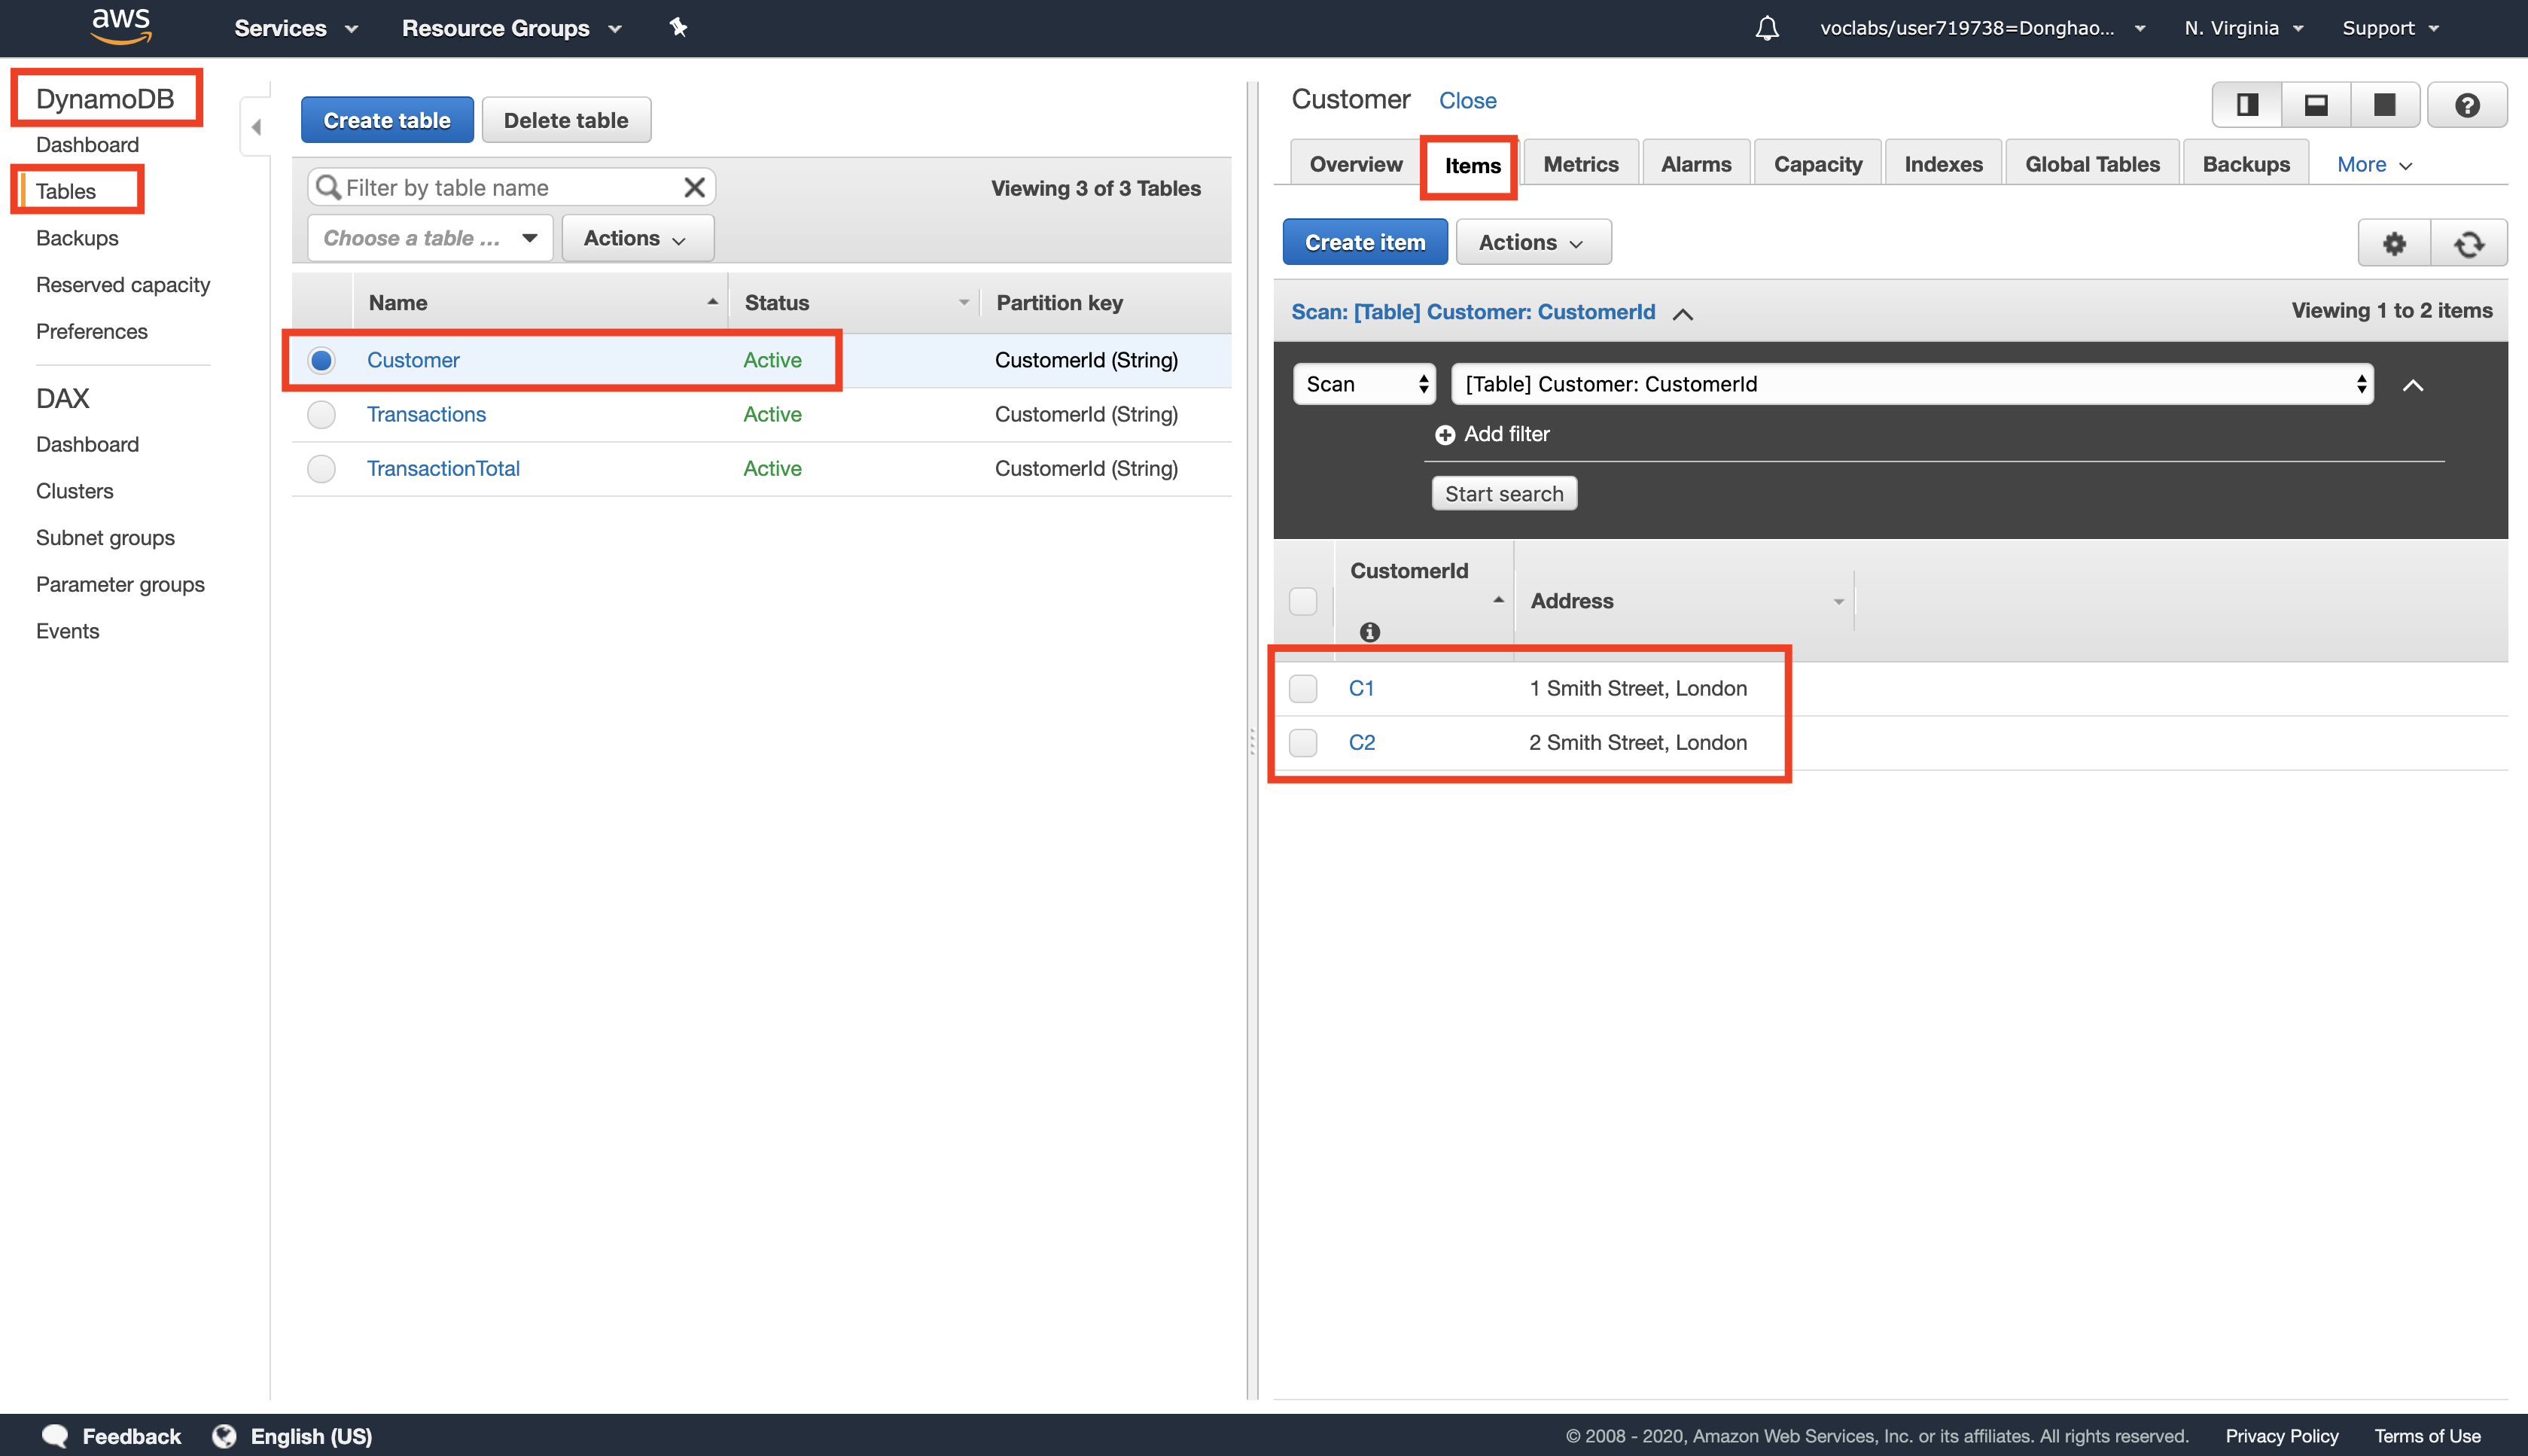 aws
Services
Resource Groups
voclabs/user719738=Donghao...
N. Virginia
Support
DynamoDB
Dashboard
Tables
Backups
Reserved capacity
Preferences
DAX
Dashboard
Clusters
Subnet groups
Parameter groups
Events
Create table
Delete table
Filter by table name
Viewing 3 of 3 Tables
Choose a table ...
Actions
Name
Status
Partition key
Customer
Active
CustomerId (String)
Transactions
Active
CustomerId (String)
TransactionTotal
Active
CustomerId (String)
Customer
Close
Overview
Items
Metrics
Alarms
Capacity
Indexes
Global Tables
Backups
More
Create item
Actions
Scan: [Table] Customer: CustomerId
Viewing 1 to 2 items
Scan
[Table] Customer: CustomerId
Add filter
Start search
CustomerId
Address
C1
1 Smith Street, London
C2
2 Smith Street, London
Feedback
English (US)
© 2008 - 2020, Amazon Web Services, Inc. or its affiliates. All rights reserved.
Privacy Policy
Terms of Use